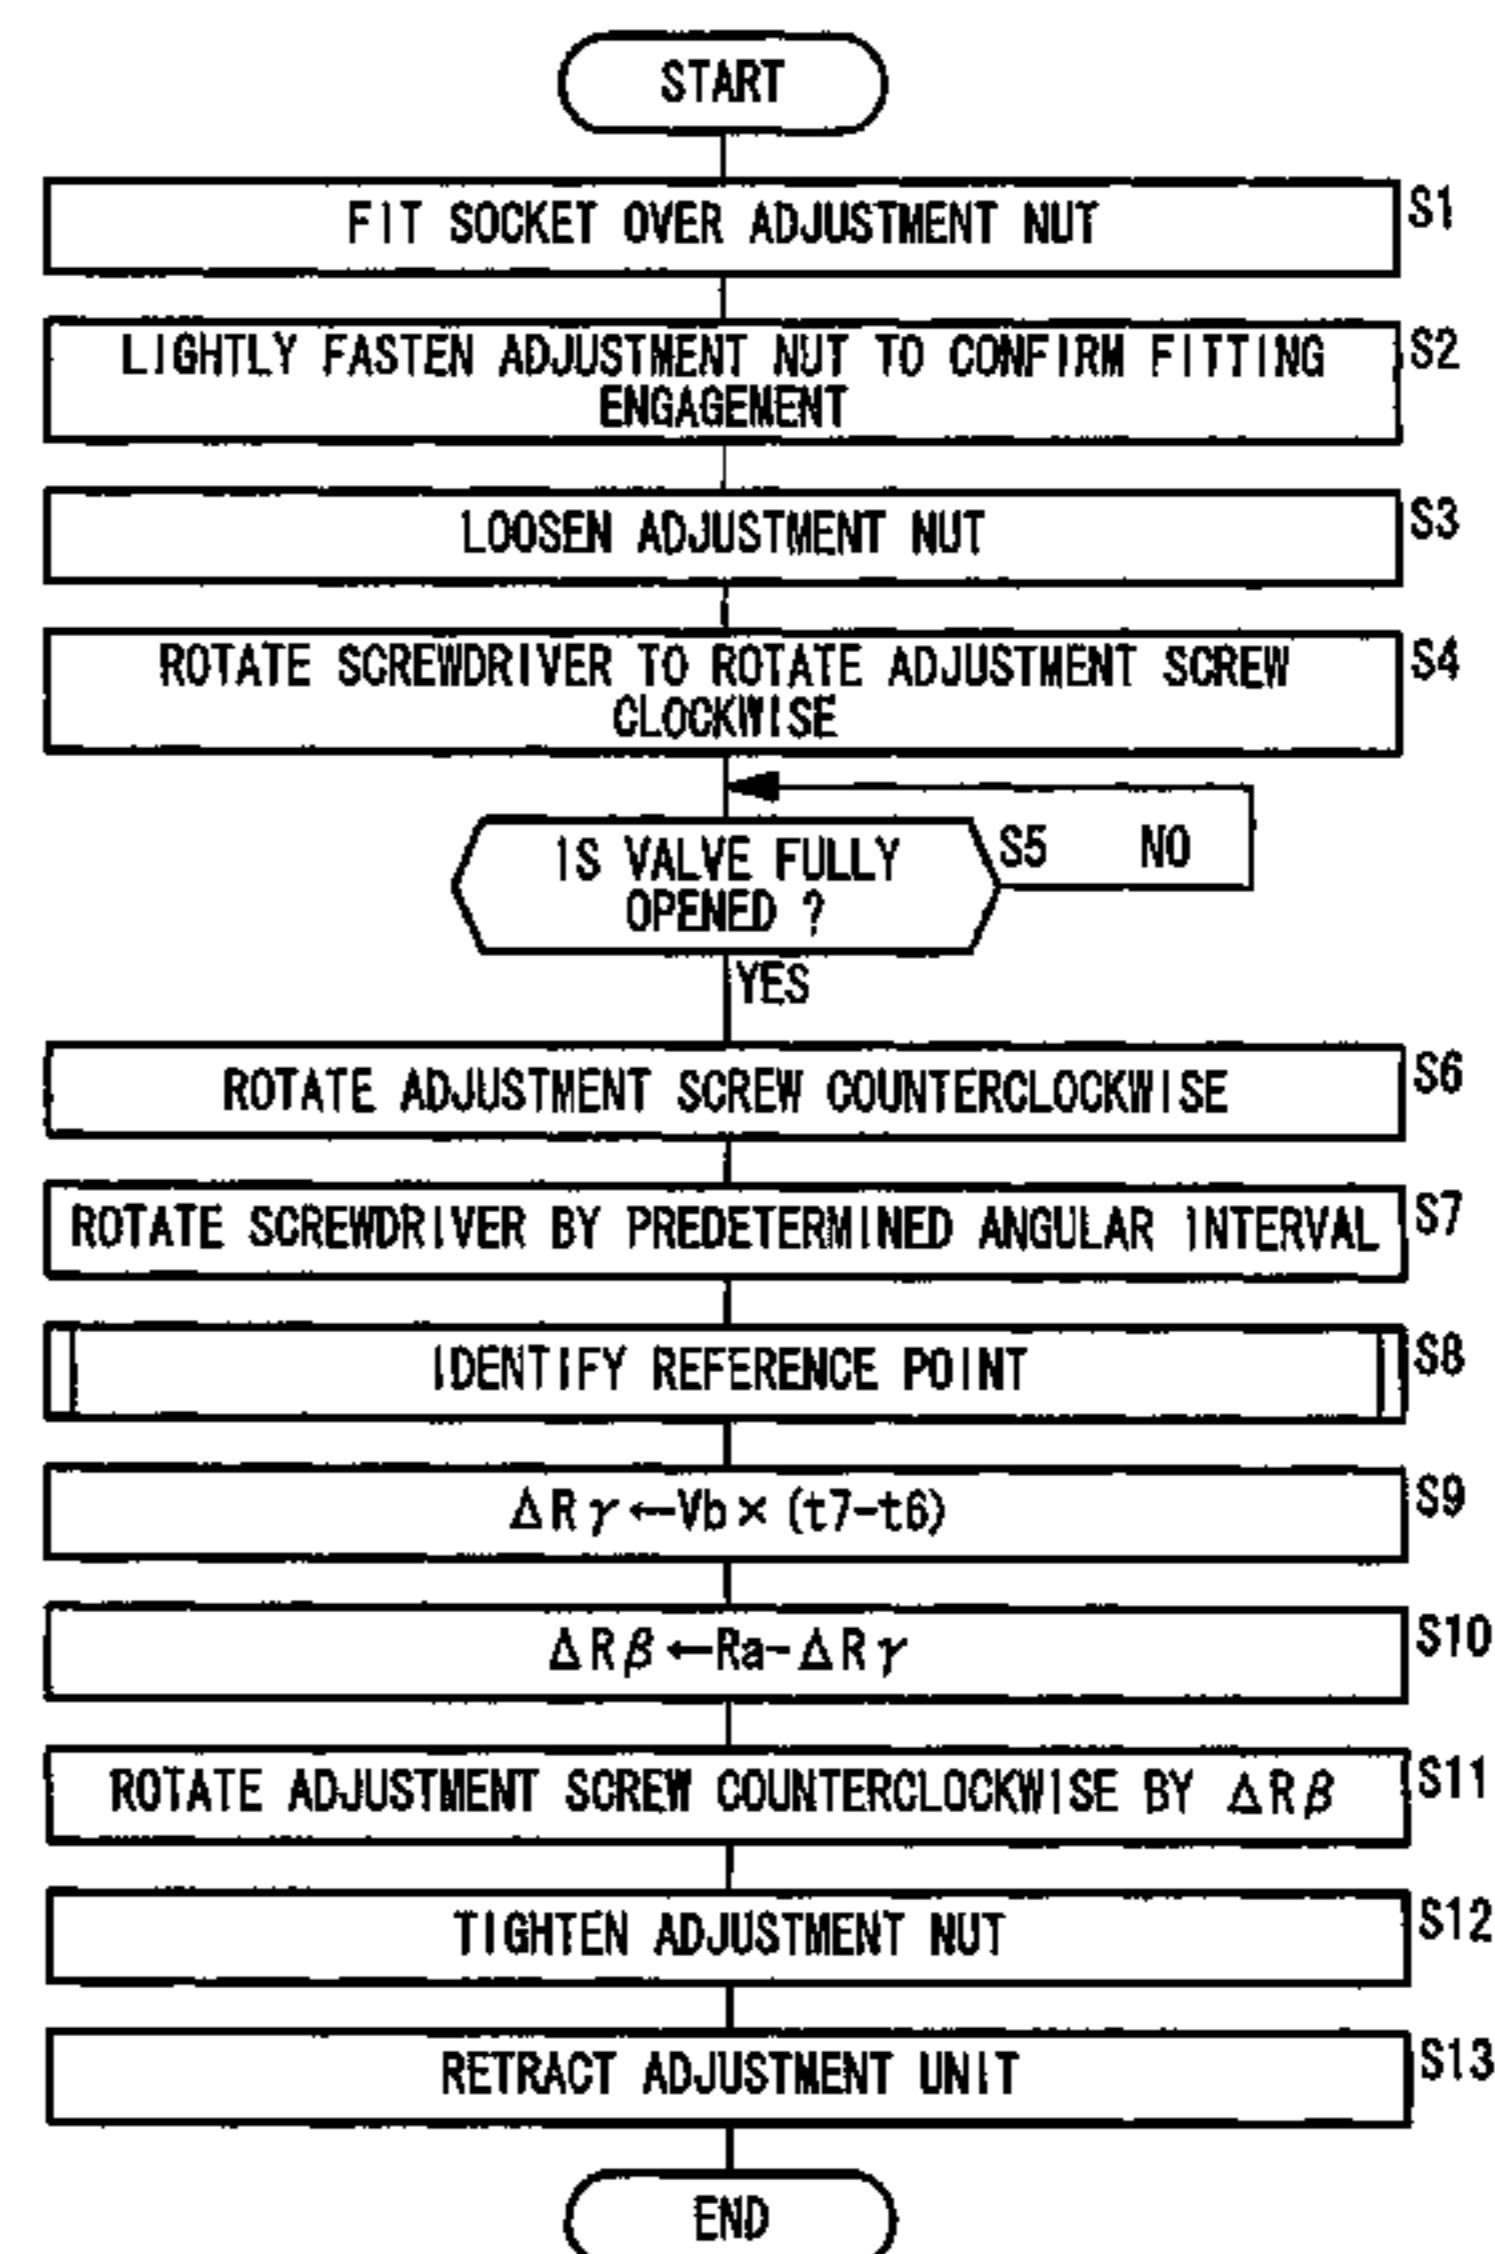 START
FIT SOCKET OVER ADJUSTMENT NUT
S1
LIGHTLY FASTEN ADJUSTMENT NUT TO CONFIRM FITTING
ENGAGEMENT
S2
LOOSEN ADJUSTMENT NUT
S3
ROTATE SCREWDRIVER TO ROTATE ADJUSTMENT SCREW
CLOCKWISE
S4
IS VALVE FULLY
OPENED ?
S5 NO
YES
ROTATE ADJUSTMENT SCREW COUNTERCLOCKWISE
S6
ROTATE SCREWDRIVER BY PREDETERMINED ANGULAR INTERVAL
S7
IDENTIFY REFERENCE POINT
S8
ΔRγ←Vb×(t7-t6)
S9
ΔRβ←Ra-ΔRγ
S10
ROTATE ADJUSTMENT SCREW COUNTERCLOCKWISE BY ΔRβ
S11
TIGHTEN ADJUSTMENT NUT
S12
RETRACT ADJUSTMENT UNIT
S13
END